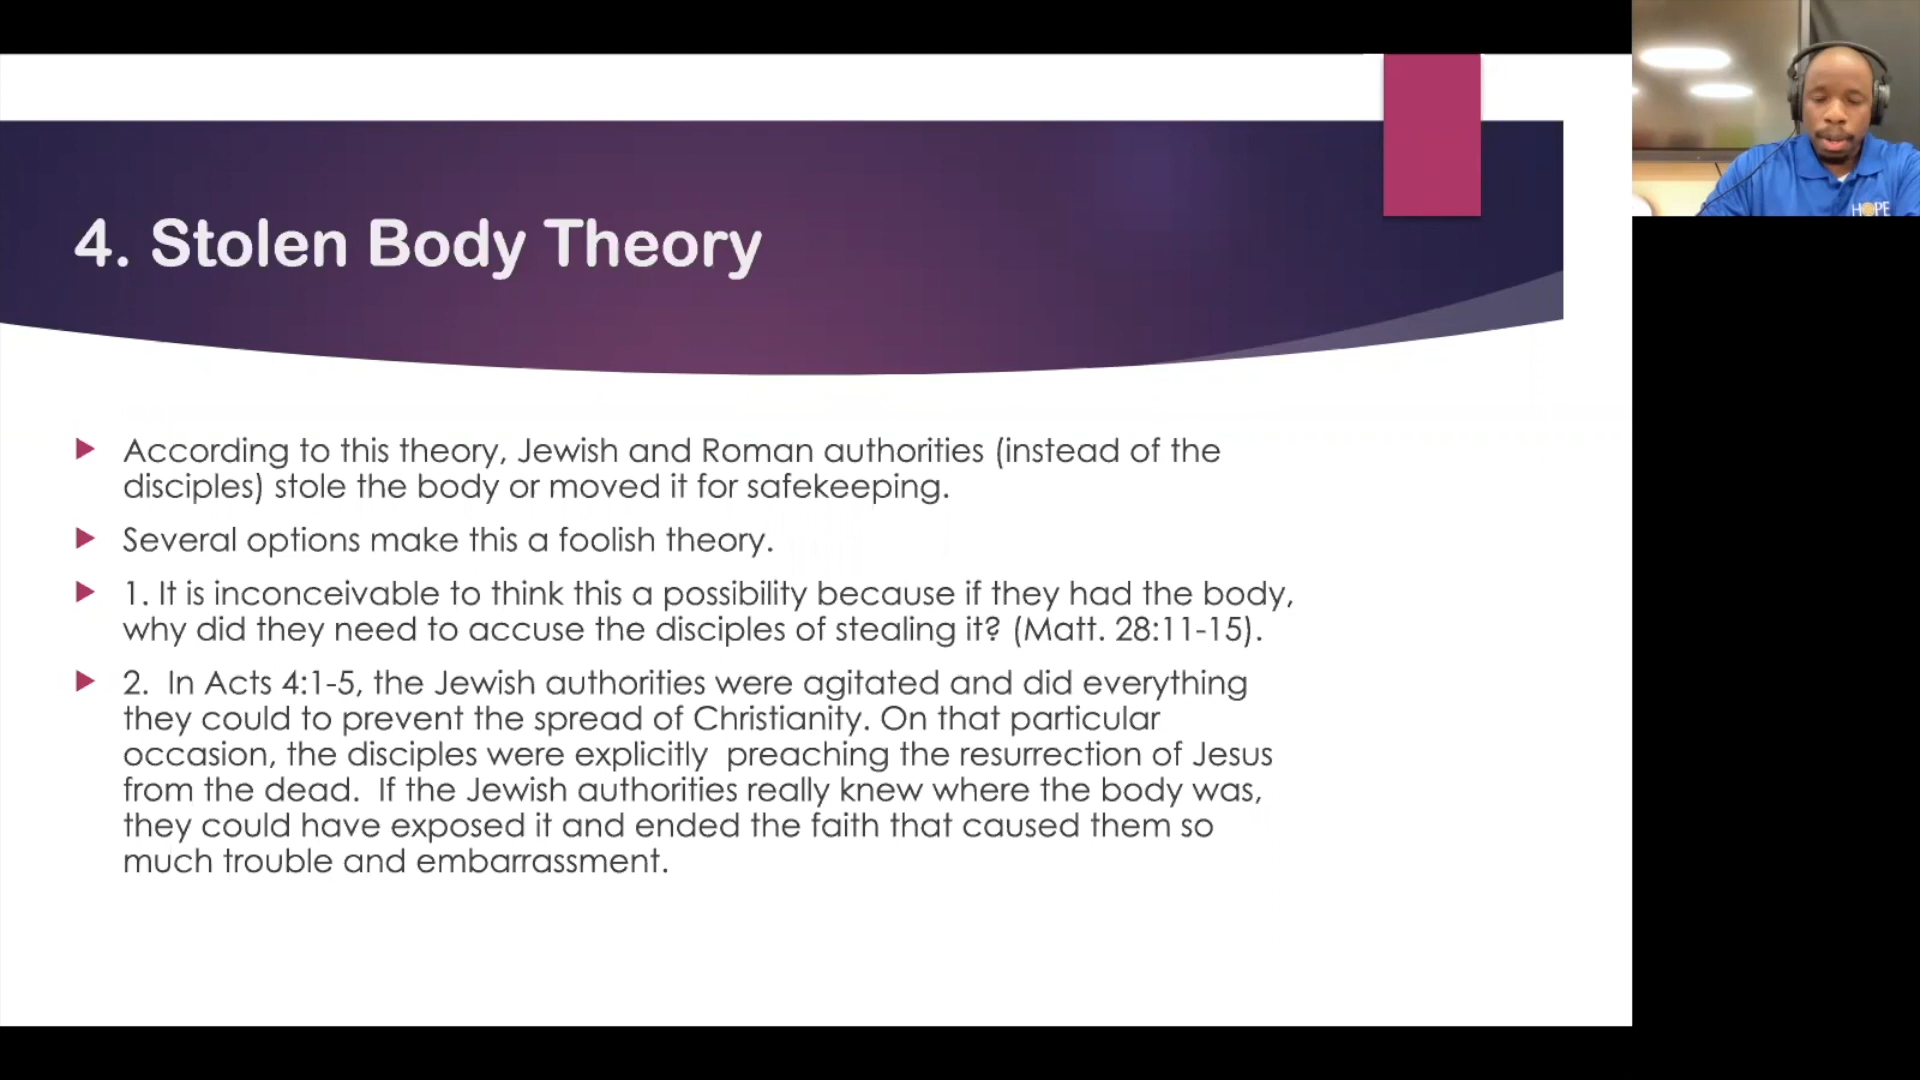 4. Stolen Body Theory
According to this theory, Jewish and Roman authorities (instead of the
disciples) stole the body or moved it for safekeeping.
Several options make this a foolish theory.
1. It is inconceivable to think this a possibility because if they had the body,
why did they need to accuse the disciples of stealing it? (Matt. 28:11-15).
2.  In Acts 4:1-5, the Jewish authorities were agitated and did everything
they could to prevent the spread of Christianity. On that particular
occasion, the disciples were explicitly  preaching the resurrection of Jesus
from the dead.  If the Jewish authorities really knew where the body was,
they could have exposed it and ended the faith that caused them so
much trouble and embarrassment.
HOPE